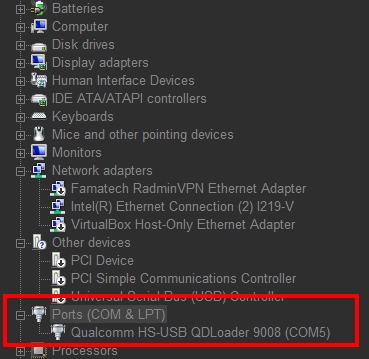 Batteries
Computer
Disk drives
Display adapters
Human Interface Devices
IDE ATA/ATAPI controllers
Keyboards
Mice and other pointing devices
Monitors
Network adapters
Famatech RadminVPN Ethernet Adapter
Intel(R) Ethernet Connection (2) I219-V
VirtualBox Host-Only Ethernet Adapter
Other devices
PCI Device
PCI Simple Communications Controller
Universal Serial Bus (USB) Controller
Ports (COM & LPT)
Qualcomm HS-USB QDLoader 9008 (COM5)
Processors